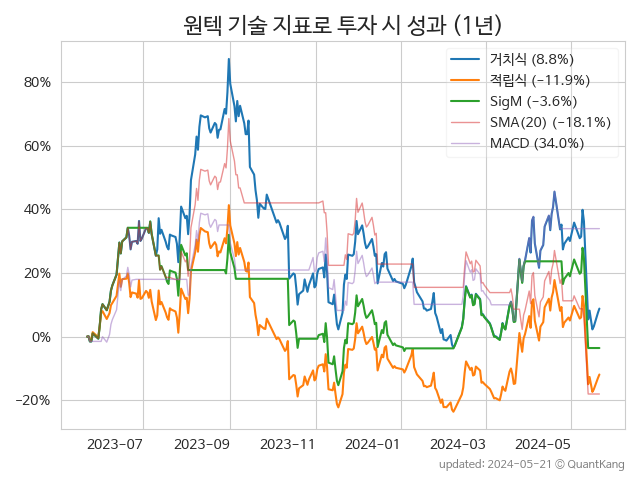 원텍 기술 지표로 투자 시 성과 (1년)
거치식 (8.8%)
적립식 (−11.9%)
SigM (−3.6%)
SMA(20) (−18.1%)
MACD (34.0%)
80%
60%
40%
20%
0%
−20%
2023-07
2023-09
2023-11
2024-01
2024-03
2024-05
updated: 2024-05-21 © QuantKang